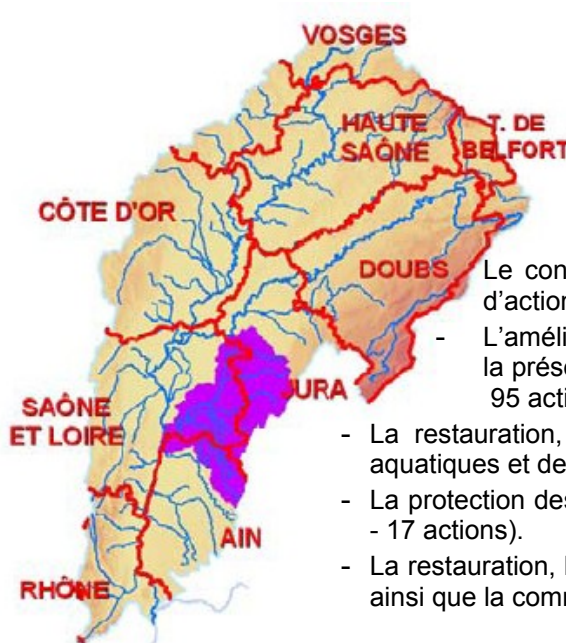 VOSGES
HAUTE
SAÔNE
T. DE
BELFORT
CÔTE D'OR
DOUBS
Le con
d'action
- L'améli
la prése
95 acti
JURA
SAÔNE
ET LOIRE
- La restauration,
aquatiques et de
- La protection des
- 17 actions).
- La restauration, l
ainsi que la comm
AIN
RHÔNE